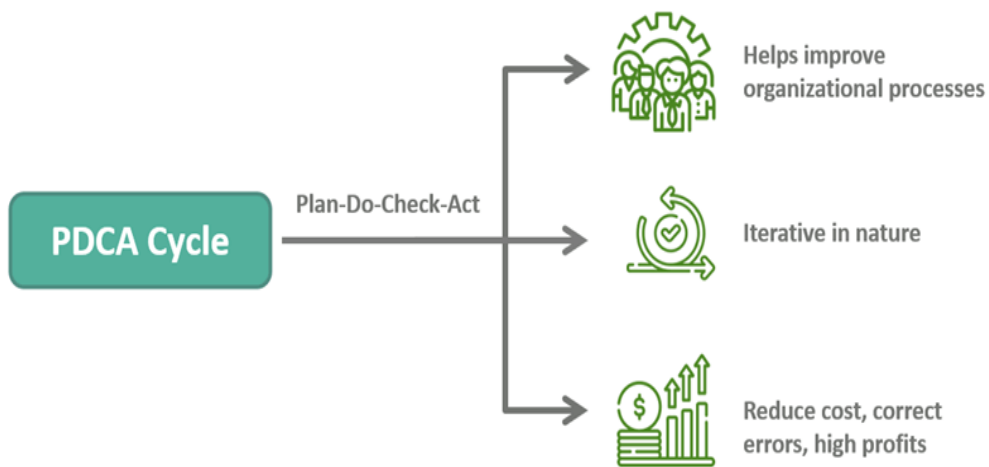 PDCA Cycle
Plan-Do-Check-Act
Helps improve
organizational processes
Iterative in nature
$
Reduce cost, correct
errors, high profits